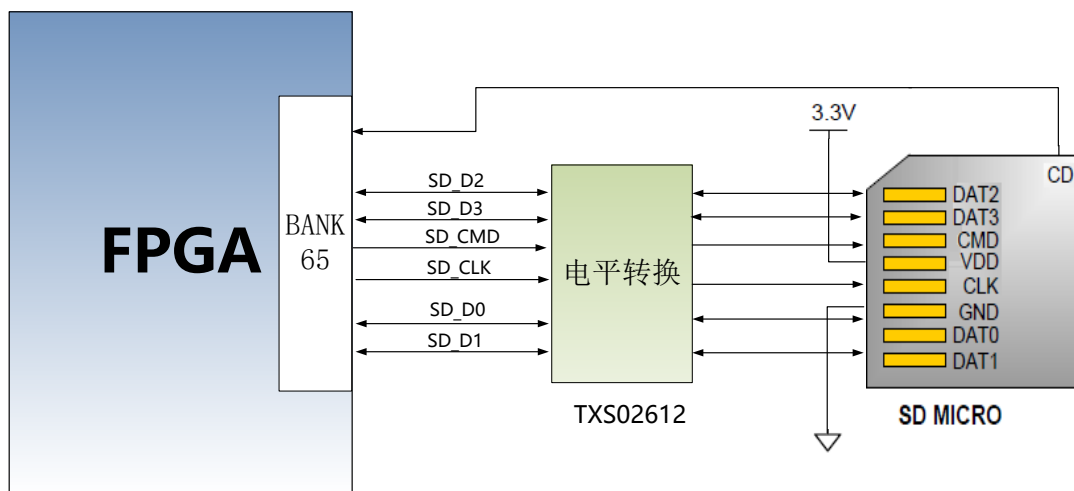 FPGA
BANK
65
SD_D2
SD_D3
SD_CMD
SD_CLK
SD_D0
SD_D1
电平转换
TXS02612
3.3V
CD
DAT2
DAT3
CMD
VDD
CLK
GND
DAT0
DAT1
SD MICRO